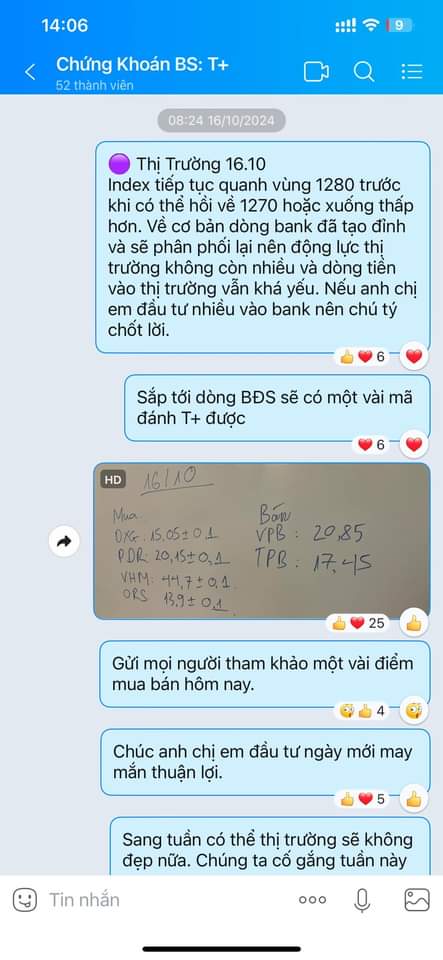 14:06
9
Chứng Khoán BS: T+
52 thành viên
08:24 16/10/2024
Thị Trường 16.10
Index tiếp tục quanh vùng 1280 trước
khi có thể hồi về 1270 hoặc xuống thấp
hơn. Về cơ bản dòng bank đã tạo đỉnh
và sẽ phân phối lại nên động lực thị
trường không còn nhiều và dòng tiền
vào thị trường vẫn khá yếu. Nếu anh chị
em đầu tư nhiều vào bank nên chú tý
chốt lời.
6
Sắp tới dòng BĐS sẽ có một vài mã
đánh T+ được
6
HD
16/10
Mua
DXG: 15,05 ± 0,1
PDR: 20,15 ± 0,1
VHM: 44,7 ± 0,1
ORS 13,9 ± 0,1
Bán
VPB: 20,85
TPB: 17,45
25
Gửi mọi người tham khảo một vài điểm
mua bán hôm nay.
4
Chúc anh chị em đầu tư ngày mới may
mắn thuận lợi.
5
Sang tuần có thể thị trường sẽ không
đẹp nữa. Chúng ta cố gắng tuần này
Tin nhắn